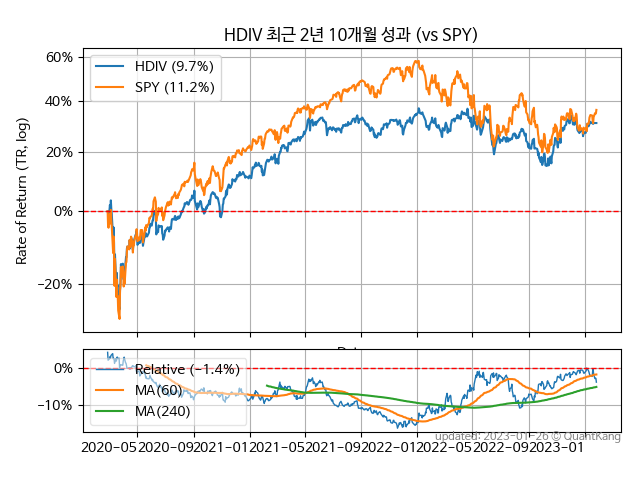 HDIV 최근 2년 10개월 성과 (vs SPY)
Rate of Return (TR, log)
60%
40%
20%
0%
−20%
HDIV (9.7%)
SPY (11.2%)
0%
−10%
Relative (−1.4%)
MA(60)
MA(240)
2020-05
2020-09
2021-01
2021-05
2021-09
2022-01
2022-05
2022-09
2023-01
updated: 2023-01-26 © QuantKang